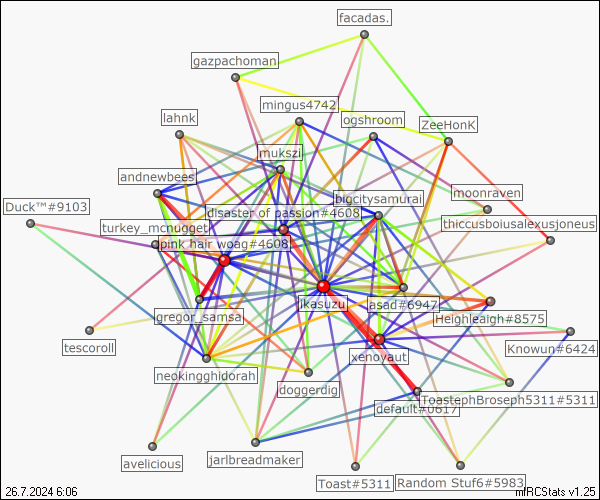 facadas.
gazpachoman
mingus4742
lahnk
ogshroom
ZeeHonK
mukszi
andnewbees
bigcitysamurai
moonraven
Duck™#9103
disaster of passion#4608
turkey_mcnugget
thiccusboiusalexusjoneus
pink hair woag#4608
ikasuzu
asad#6947
gregor_samsa
Heighleaigh#8575
tescoroll
xenoyaut
Knowun#6424
neokingghidorah
doggerdig
ToastephBroseph5311#5311
default#0617
avelicious
jarlbreadmaker
Toast#5311
Random Stuf6#5983
26.7.2024 6:06
mIRCStats v1.25